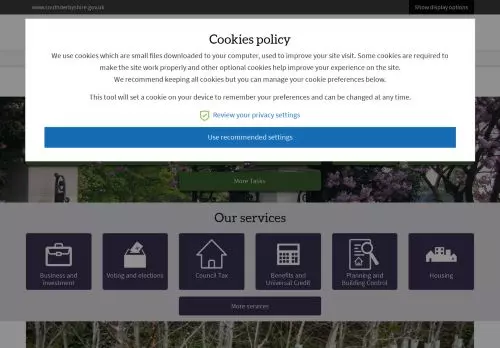 www.southderbyshire.gov.uk
Show display options
Cookies policy
We use cookies which are small files downloaded to your computer, used to improve your site visit. Some cookies are required to
make the site work properly and other optional cookies help improve your experience on the site.
We recommend keeping all cookies but you can manage your cookie preferences below.
This tool will set a cookie on your device to remember your preferences and can be changed at any time.
Review your privacy settings
Use recommended settings
More Tasks
Our services
Business and
Investment
Voting and elections
Council Tax
Benefits and
Universal Credit
Planning and
Building Control
Housing
More services